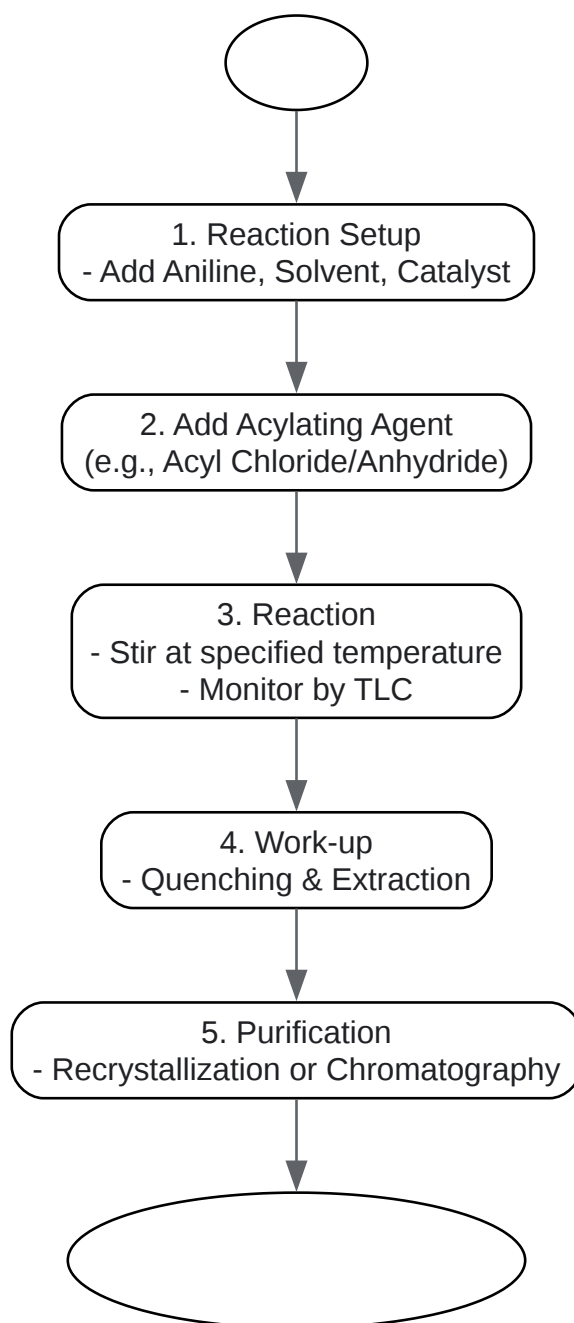 1. Reaction Setup
- Add Aniline, Solvent, Catalyst
2. Add Acylating Agent
(e.g., Acyl Chloride/Anhydride)
3. Reaction
- Stir at specified temperature
- Monitor by TLC
4. Work-up
- Quenching & Extraction
5. Purification
- Recrystallization or Chromatography